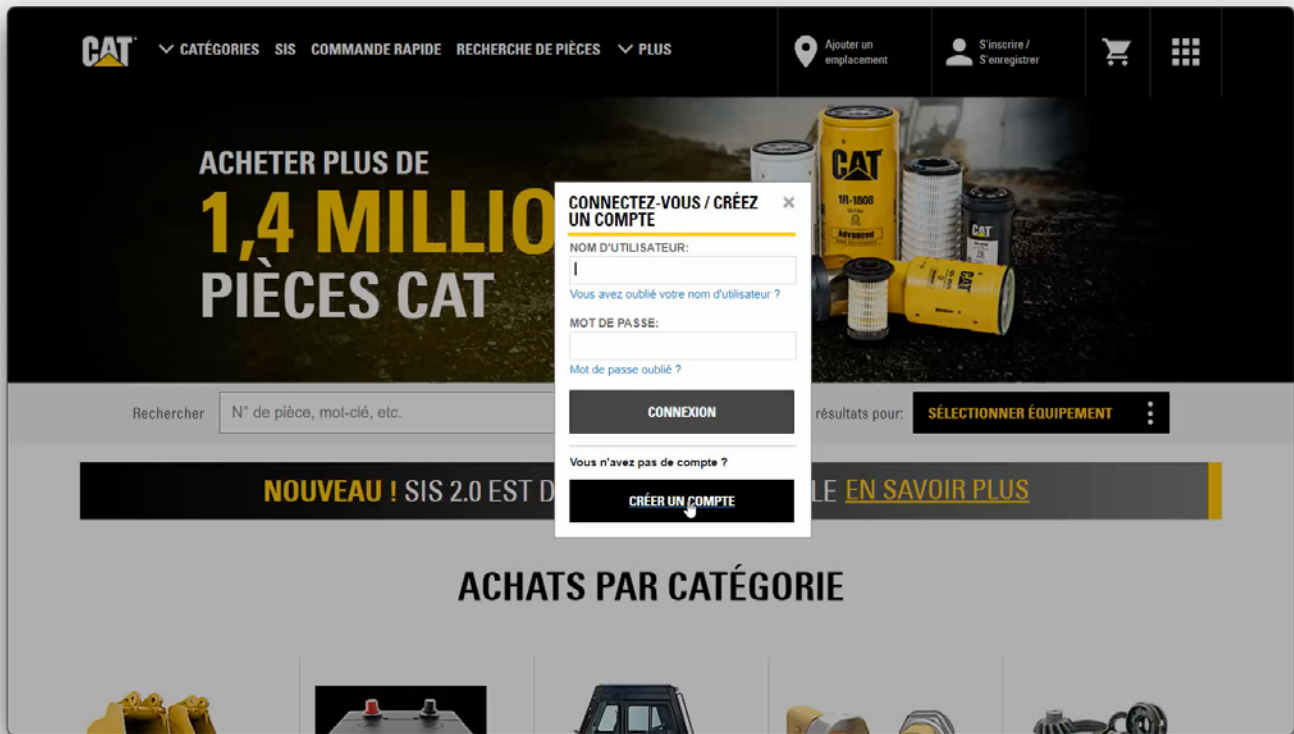 CAT
CATÉGORIES SIS COMMANDE RAPIDE RECHERCHE DE PIÈCES PLUS
Ajouter un
emplacement
S'inscrire /
S'enregistrer
ACHETER PLUS DE
1,4 MILLIO
PIÈCES CAT
CAT
1R-1808
Advanced
CAT
CAT
CONNECTEZ-VOUS / CRÉEZ
UN COMPTE
×
NOM D'UTILISATEUR:
Vous avez oublié votre nom d'utilisateur ?
MOT DE PASSE:
Mot de passe oublié ?
CONNEXION
Vous n'avez pas de compte ?
CRÉER UN COMPTE
Rechercher
N° de pièce, mot-clé, etc.
résultats pour:
SÉLECTIONNER ÉQUIPEMENT
NOUVEAU ! SIS 2.0 EST D
LE EN SAVOIR PLUS
ACHATS PAR CATÉGORIE